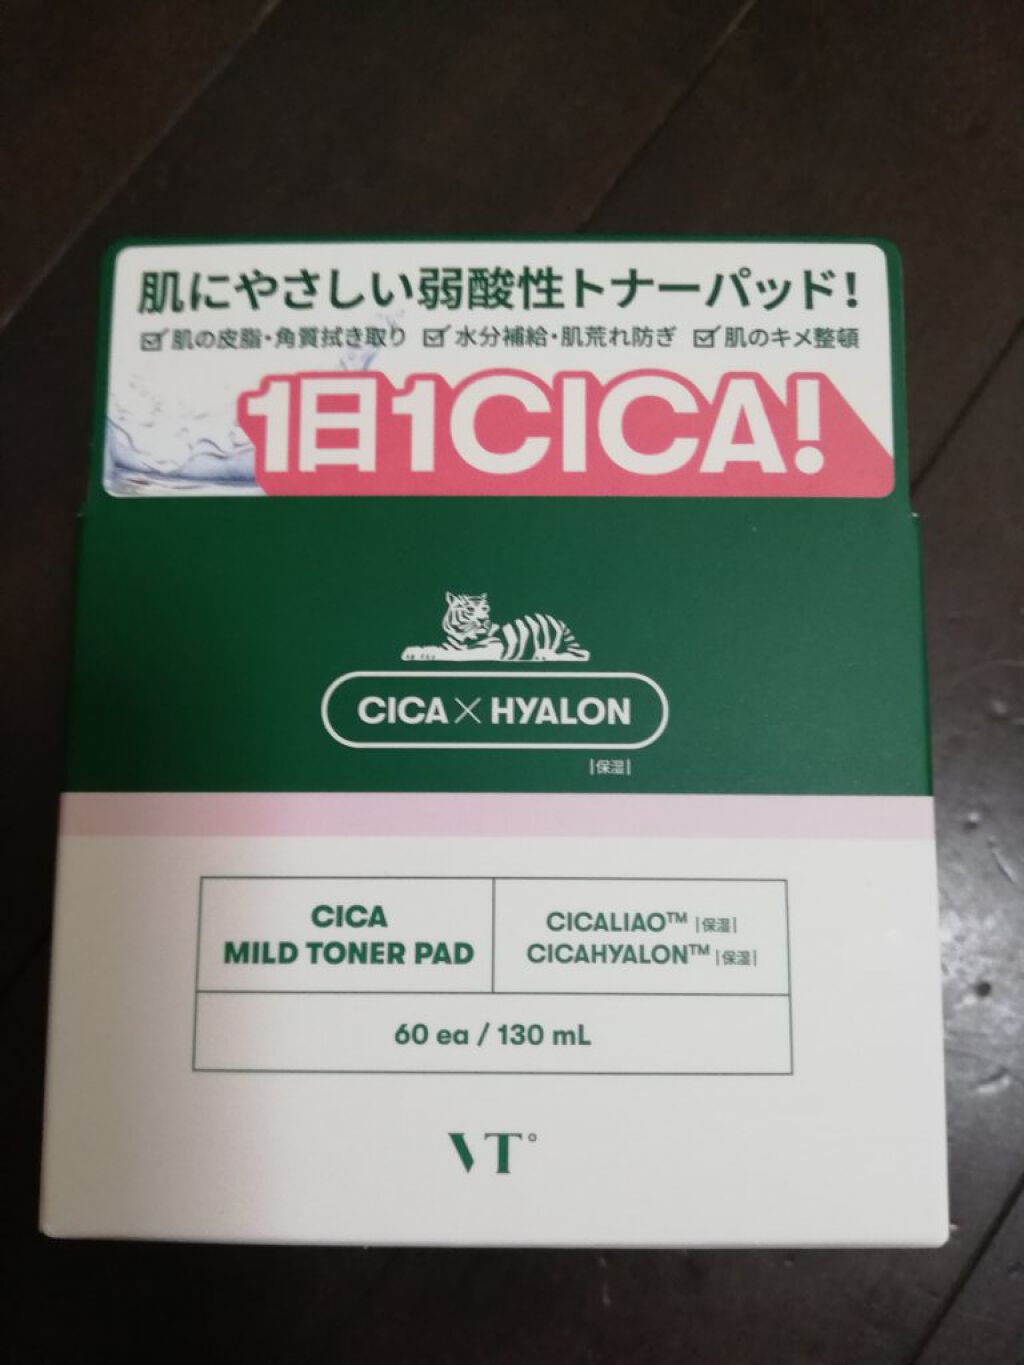 肌にやさしい弱酸性トナーパッド!
☑肌の皮脂・角質拭き取り ☑水分補給・肌荒れ防ぎ ☑肌のキメ整頓
1日1CICA!
CICA×HYALON
|保湿|
CICA
MILD TONER PAD
CICALIAO™ |保湿|
CICAHYALON™ |保湿|
60 ea / 130 mL
VT°